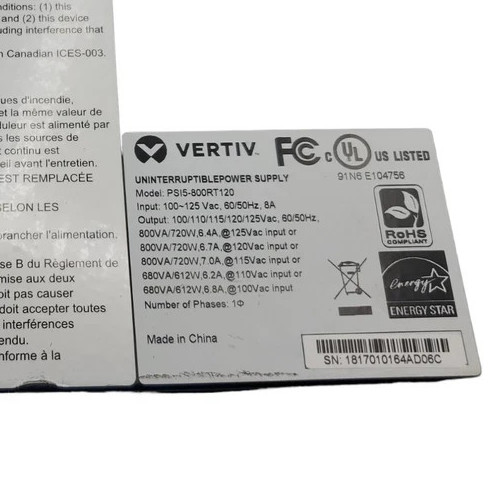 nditions: (1) this
and (2) this device
uding interference that
n Canadian ICES-003.
ues d'incendie,
et la même valeur de
duleur est alimenté par
s les sources de
t courant continu ou
eil avant l'entretien.
EST REMPLACÉE
SELON LES
brancher l'alimentation.
se B du Règlement de
mise aux deux
oit pas causer
doit accepter toutes
interférences
endu.
nforme à la
VERTIV™ FC c UL US LISTED
91N6 E104756
UNINTERRUPTIBLEPOWER SUPPLY
Model: PSI5-800RT120
Input: 100~125 Vac, 60/50Hz, 8A
Output: 100/110/115/120/125Vac, 60/50Hz,
800VA/720W,6.4A,@125Vac input or
800VA/720W,6.7A,@120Vac input or
800VA/720W,7.0A,@115Vac input or
680VA/612W,6.2A,@110Vac input or
680VA/612W,6.8A,@100Vac input
Number of Phases: 1Φ
Made in China
RoHS
COMPLIANT
energy
ENERGY STAR
SN: 1817010164AD06C